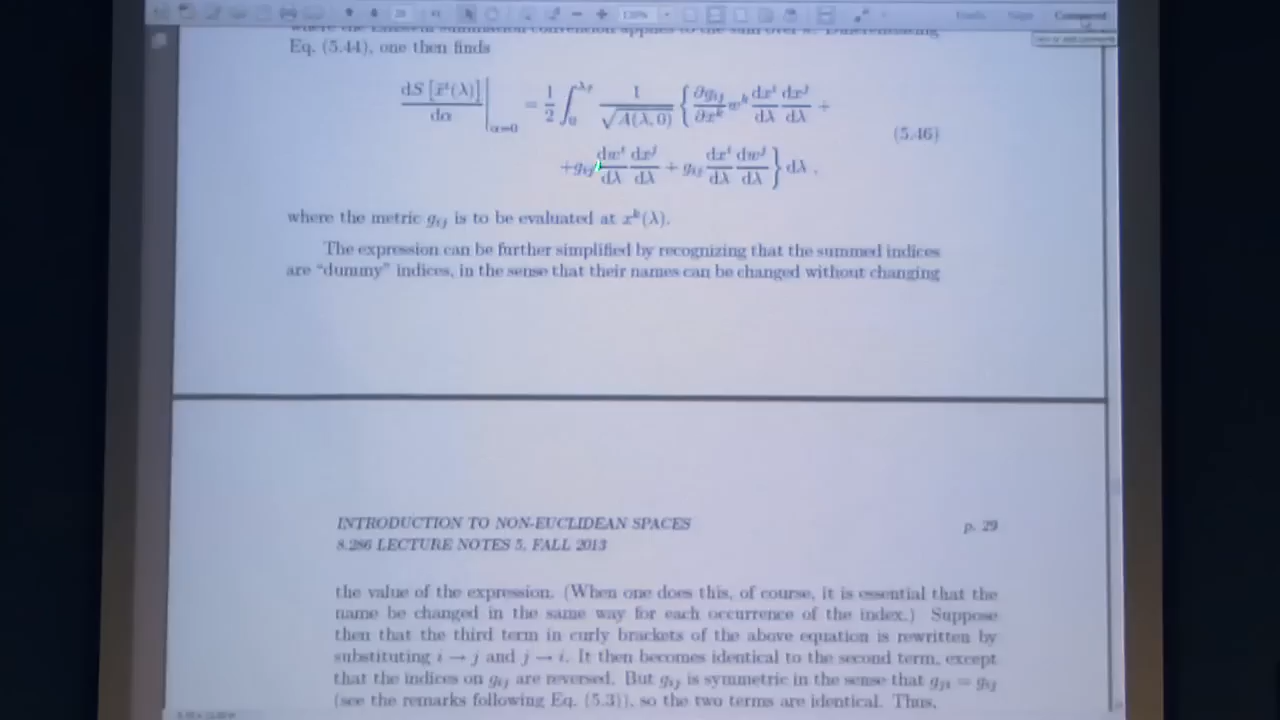 Eq. (5.44), one then finds
dS [x̃ⁱ(λ)] / dα |_{α=0} = 1/2 ∫₀^{λ_f} 1/√A(λ,0) { ∂g_{ij}/∂x^k w^k dxⁱ/dλ dxʲ/dλ +
(5.46)
+g_{ij} dwⁱ/dλ dxʲ/dλ + g_{ij} dxⁱ/dλ dwʲ/dλ } dλ ,
where the metric g_{ij} is to be evaluated at x^k(λ).
The expression can be further simplified by recognizing that the summed indices
are “dummy” indices, in the sense that their names can be changed without changing
INTRODUCTION TO NON-EUCLIDEAN SPACES p. 29
8.286 LECTURE NOTES 5, FALL 2013
the value of the expression. (When one does this, of course, it is essential that the
name be changed in the same way for each occurrence of the index.) Suppose
then that the third term in curly brackets of the above equation is rewritten by
substituting i → j and j → i. It then becomes identical to the second term, except
that the indices on g_{ij} are reversed. But g_{ij} is symmetric in the sense that g_{ji} = g_{ij}
(see the remarks following Eq. (5.3)), so the two terms are identical. Thus,